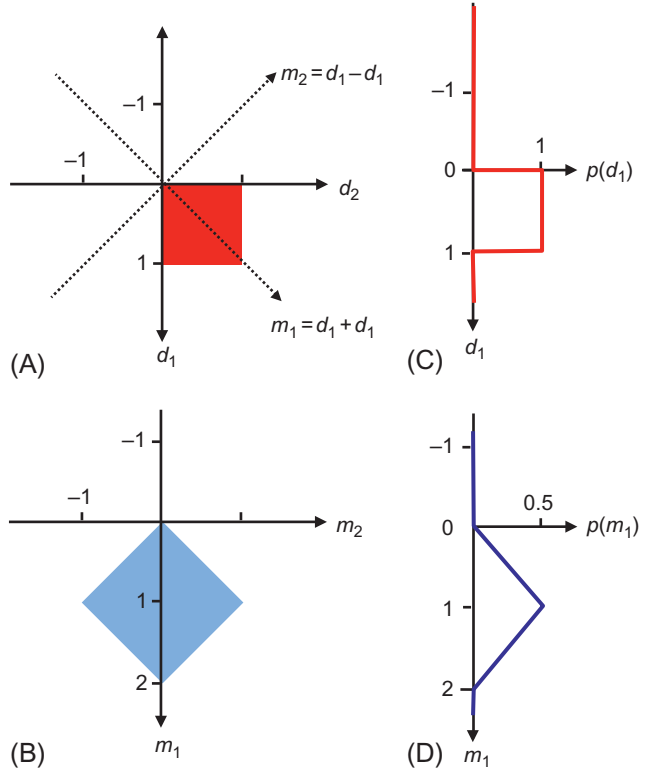 –1
m₂ = d₁ – d₁
–1
d₂
1
m₁ = d₁ + d₁
d₁
(A)
–1
1
0
p(d₁)
1
d₁
(C)
–1
–1
m₂
1
2
m₁
(B)
–1
0.5
0
p(m₁)
1
2
m₁
(D)